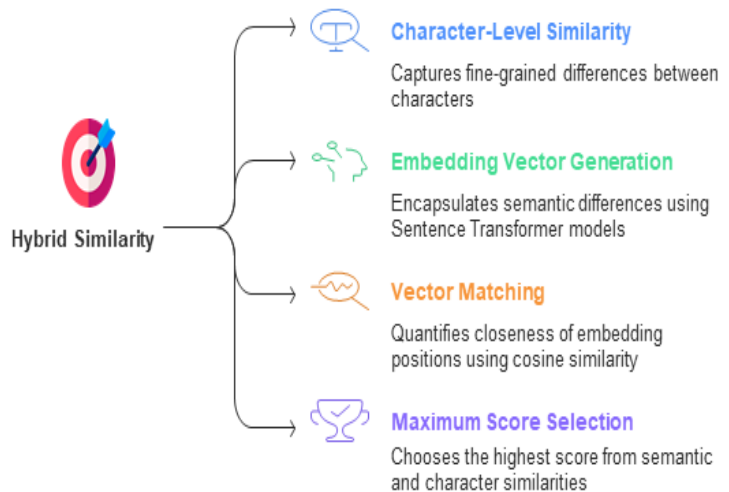 Character-Level Similarity
Captures fine-grained differences between
characters
Embedding Vector Generation
Encapsulates semantic differences using
Sentence Transformer models
Hybrid Similarity
Vector Matching
Quantifies closeness of embedding
positions using cosine similarity
Maximum Score Selection
Chooses the highest score from semantic
and character similarities